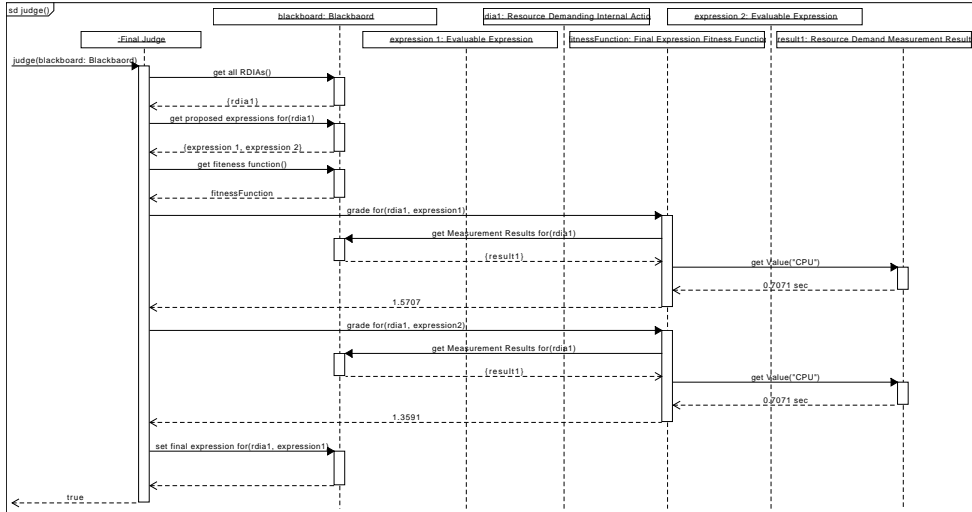 sd judge()
blackboard: Blackbaord
dia1: Resource Demanding Internal Actio
expression 2: Evaluable Expression
:Final Judge
expression 1: Evaluable Expression
itnessFunction: Final Expression Fitness Function
result1: Resource Demand Measurement Result
judge(blackboard: Blackbaord)
get all RDIAs()
{rdia1}
get proposed expressions for(rdia1)
{expression 1, expression 2}
get fiteness function()
fitnessFunction
grade for(rdia1, expression1)
get Measurement Results for(rdia1)
{result1}
get Value("CPU")
0.7071 sec
1.5707
grade for(rdia1, expression2)
get Measurement Results for(rdia1)
{result1}
get Value("CPU")
0.7071 sec
1.3591
set final expression for(rdia1, expression1)
true